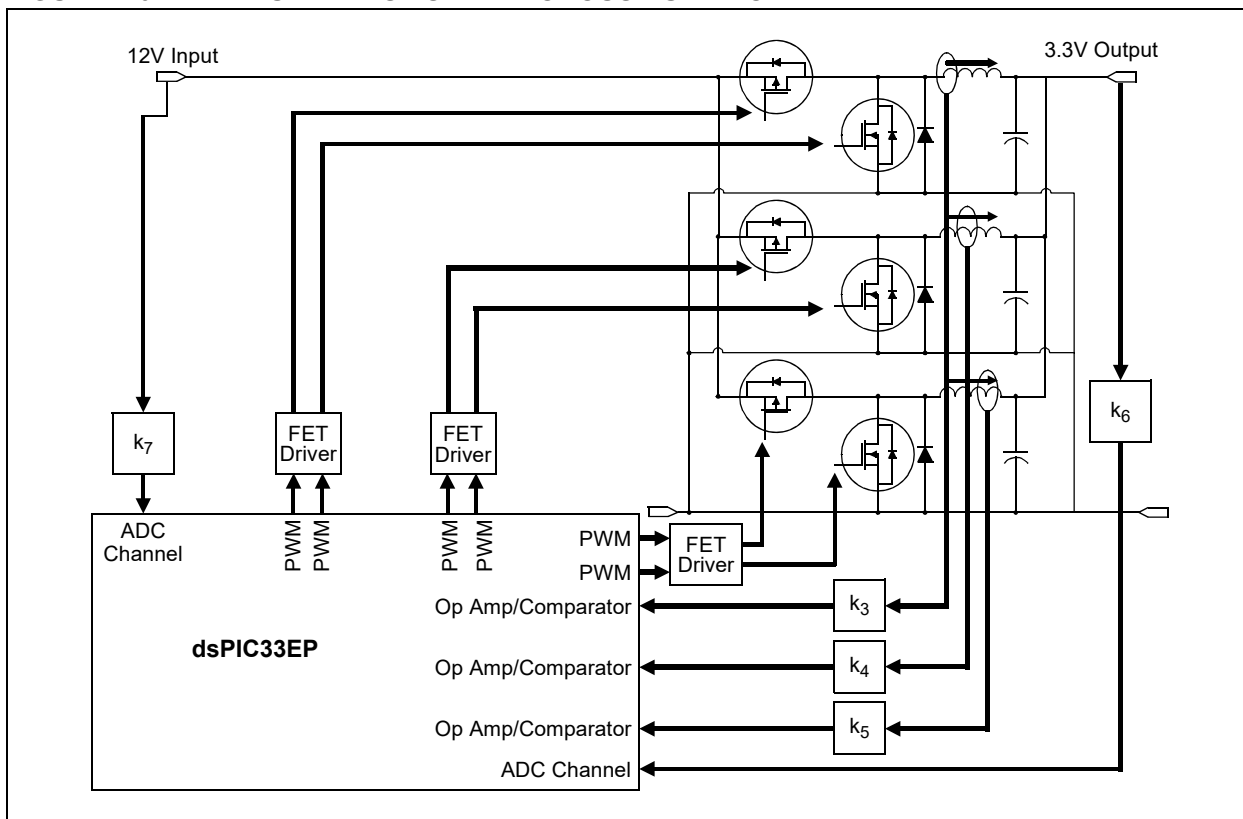 12V Input
3.3V Output
k7
FET
Driver
FET
Driver
k6
ADC
Channel
PWM
PWM
PWM
PWM
PWM
PWM
FET
Driver
Op Amp/Comparator
k3
dsPIC33EP
Op Amp/Comparator
k4
Op Amp/Comparator
k5
ADC Channel